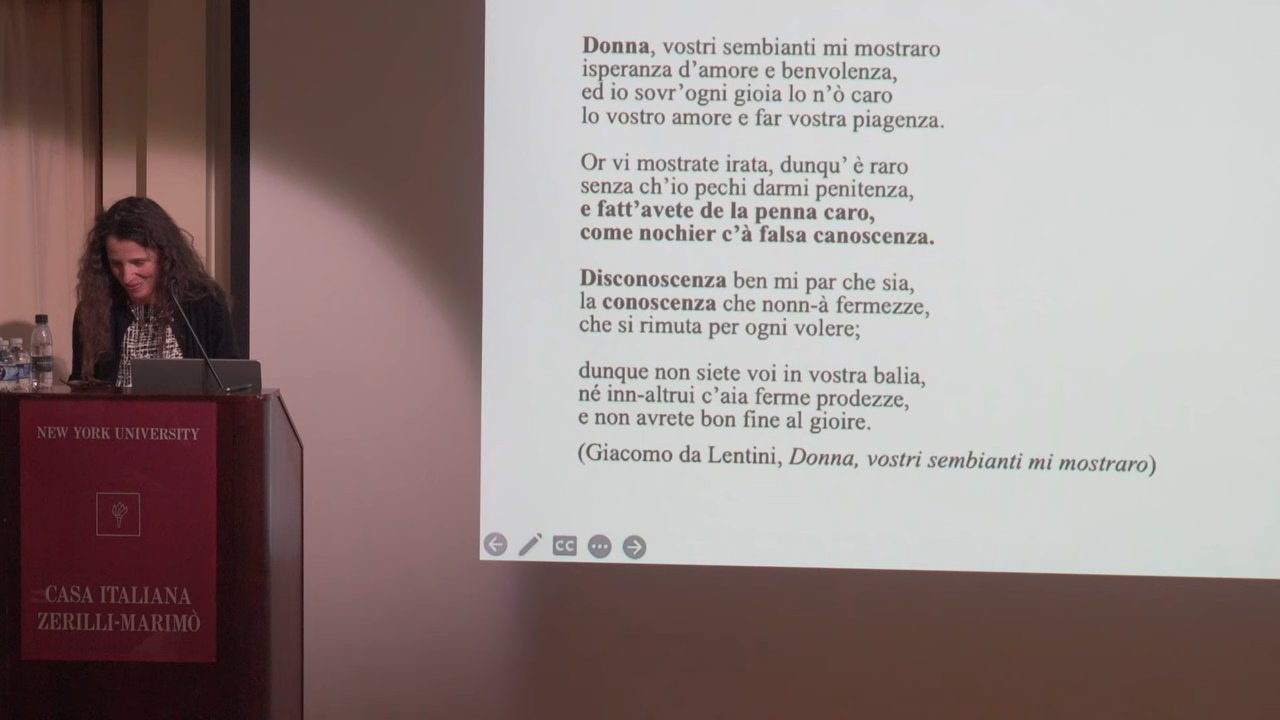 Donna, vostri sembianti mi mostraro
isperanza d'amore e benvolenza,
ed io sovr'ogni gioia lo n'ò caro
lo vostro amore e far vostra piagenza.
Or vi mostrate irata, dunqu' è raro
senza ch'io pechi darmi penitenza,
e fatt'avete de la penna caro,
come nochier c'à falsa canoscenza.
Disconoscenza ben mi par che sia,
la conoscenza che nonn-à fermezze,
che si rimuta per ogni volere;
dunque non siete voi in vostra balia,
né inn-altrui c'aia ferme prodezze,
e non avrete bon fine al gioire.
(Giacomo da Lentini, Donna, vostri sembianti mi mostraro)
CC
NEW YORK UNIVERSITY
CASA ITALIANA
ZERILLI-MARIMÒ